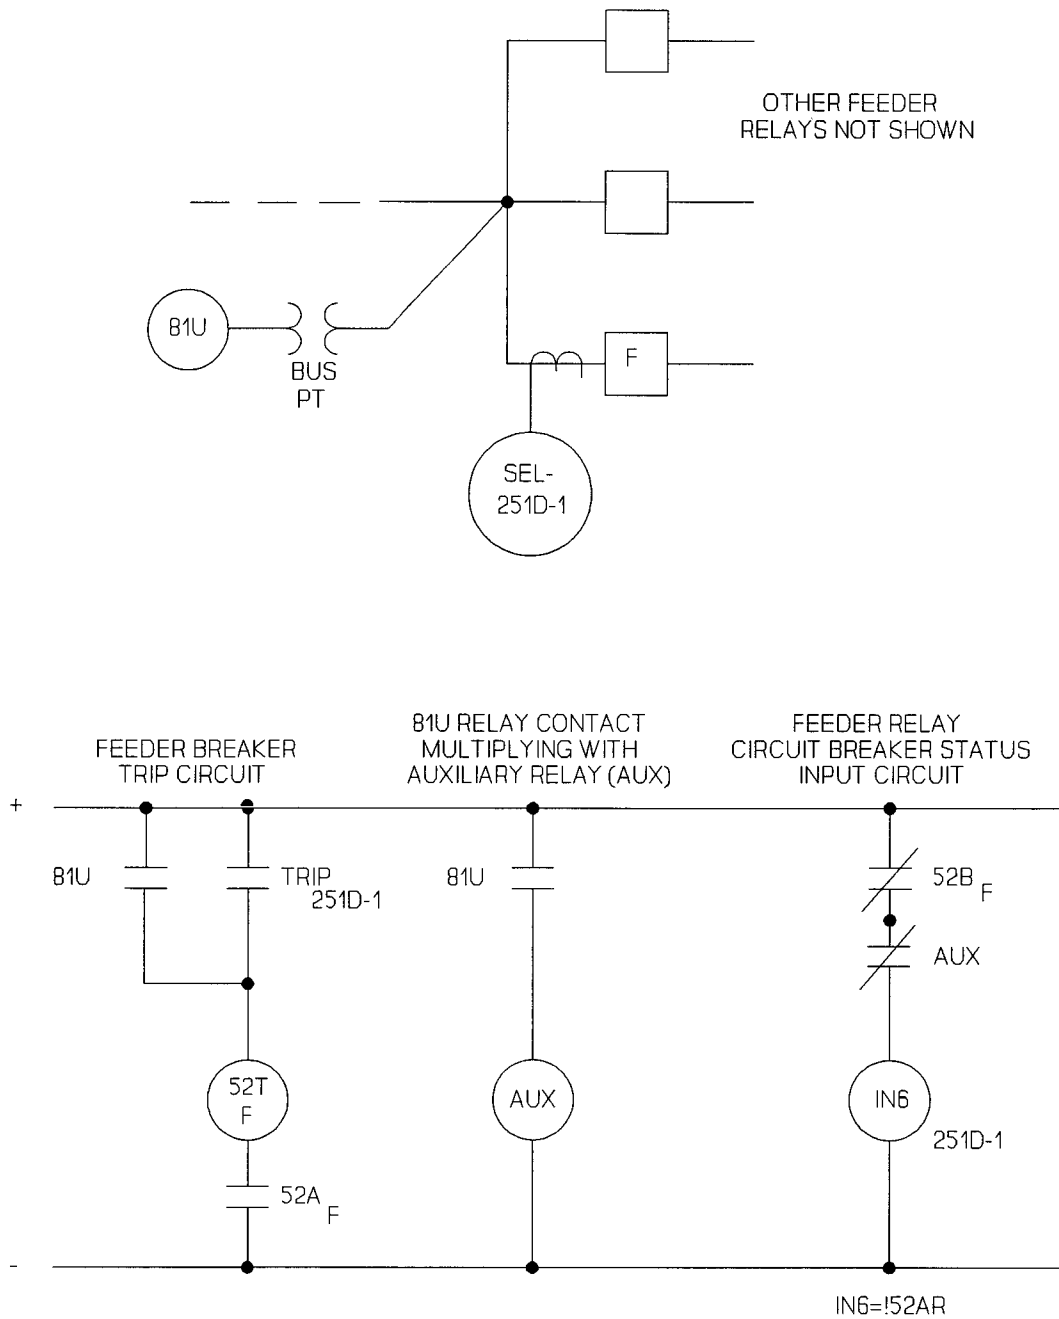 OTHER FEEDER
RELAYS NOT SHOWN
81U
BUS
PT
F
SEL-
251D-1
FEEDER BREAKER
TRIP CIRCUIT
81U RELAY CONTACT
MULTIPLYING WITH
AUXILIARY RELAY (AUX)
FEEDER RELAY
CIRCUIT BREAKER STATUS
INPUT CIRCUIT
+
81U
TRIP
251D-1
81U
52B F
AUX
52T
F
AUX
IN6
251D-1
52A F
-
IN6=!52AR